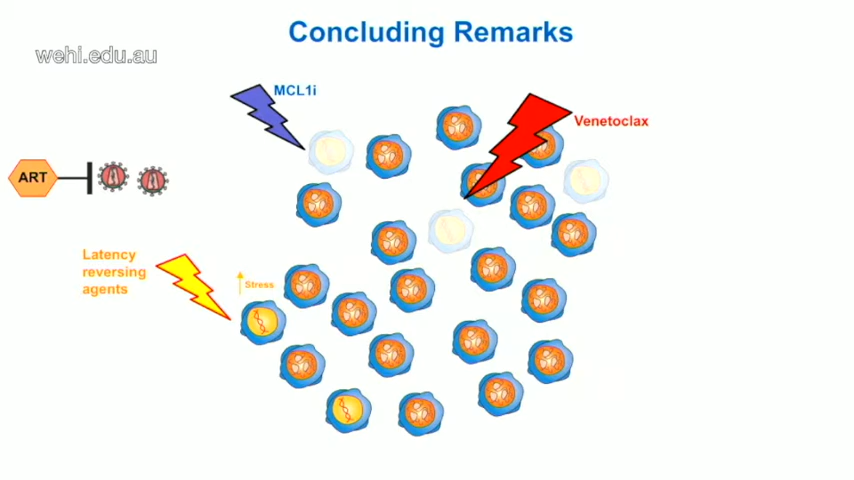 Concluding Remarks
wehi.edu.au
MCL1i
Venetoclax
ART
Latency
reversing
agents
Stress